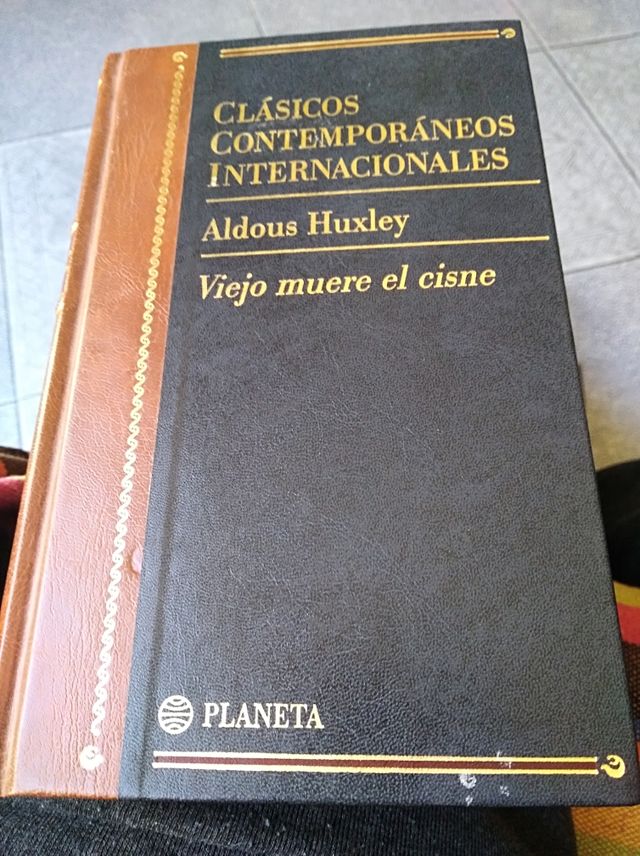 CLÁSICOS
CONTEMPORÁNEOS
INTERNACIONALES
Aldous Huxley
Viejo muere el cisne
PLANETA